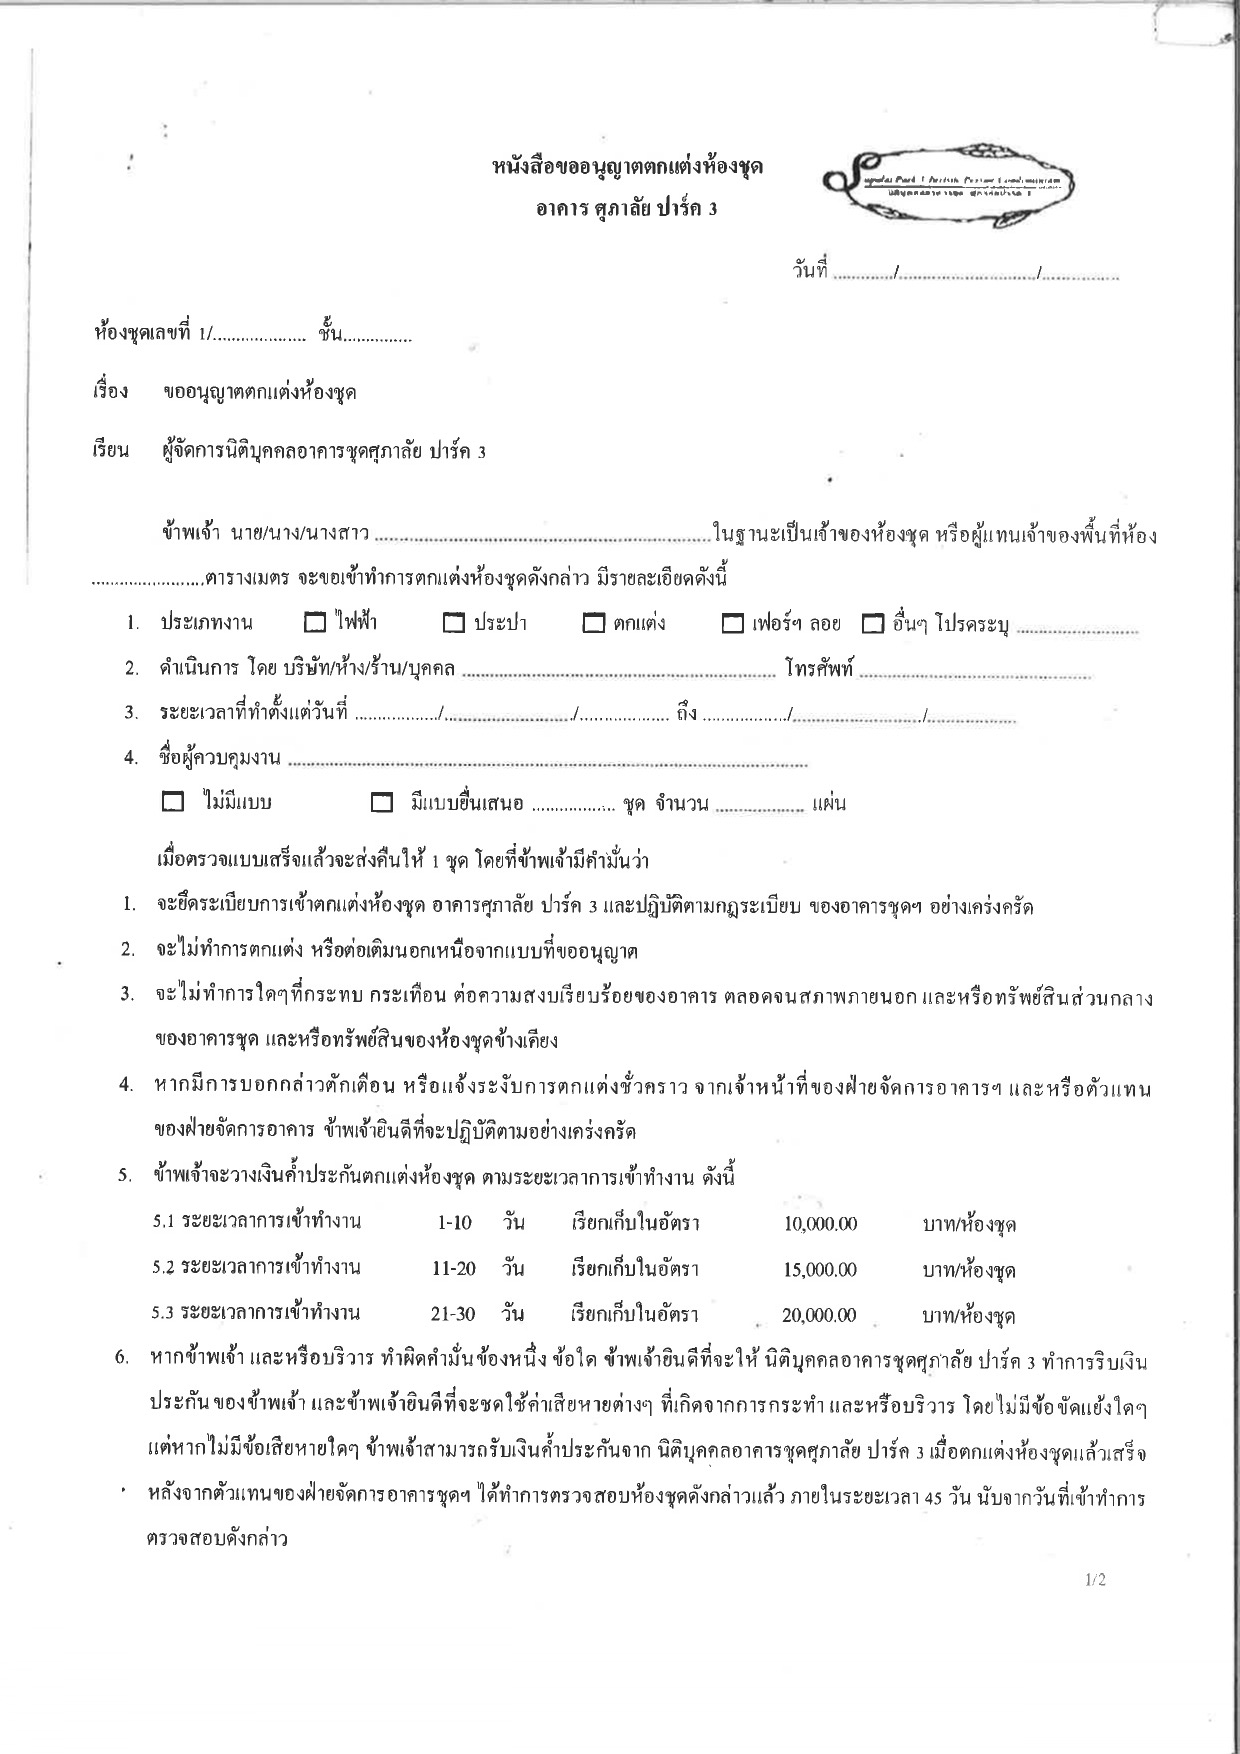 หนังสือขออนุญาตตกแต่งห้องชุด
อาคาร ศุภาลัย ปาร์ค 3
วันที่ ............/............................/................
ห้องชุดเลขที่ 1/.................... ชั้น..............
เรื่อง ขออนุญาตตกแต่งห้องชุด
เรียน ผู้จัดการนิติบุคคลอาคารชุดศุภาลัย ปาร์ค 3
ข้าพเจ้า นาย/นาง/นางสาว ......................................................................ในฐานะเป็นเจ้าของห้องชุด หรือผู้แทนเจ้าของพื้นที่ห้อง
........................ตารางเมตร จะขอเข้าทำการตกแต่งห้องชุดดังกล่าว มีรายละเอียดดังนี้
1. ประเภทงาน ☐ ไฟฟ้า ☐ ประปา ☐ ตกแต่ง ☐ เฟอร์ฯ ลอย ☐ อื่นๆ โปรดระบุ .........................
2. ดำเนินการ โดย บริษัท/ห้าง/ร้าน/บุคคล .................................................................. โทรศัพท์ ................................................
3. ระยะเวลาที่ทำตั้งแต่วันที่ ................./.........................../................... ถึง ................../.........................../...................
4. ชื่อผู้ควบคุมงาน .............................................................................................................
☐ ไม่มีแบบ ☐ มีแบบยื่นเสนอ .................. ชุด จำนวน ................... แผ่น
เมื่อตรวจแบบเสร็จแล้วจะส่งคืนให้ 1 ชุด โดยที่ข้าพเจ้ามีคำมั่นว่า
1. จะยึดระเบียบการเข้าตกแต่งห้องชุด อาคารศุภาลัย ปาร์ค 3 และปฏิบัติตามกฎระเบียบ ของอาคารชุดฯ อย่างเคร่งครัด
2. จะไม่ทำการตกแต่ง หรือต่อเติมนอกเหนือจากแบบที่ขออนุญาต
3. จะไม่ทำการใดๆที่กระทบ กระเทือน ต่อความสงบเรียบร้อยของอาคาร ตลอดจนสภาพภายนอก และหรือทรัพย์สินส่วนกลาง
ของอาคารชุด และหรือทรัพย์สินของห้องชุดข้างเคียง
4. หากมีการบอกกล่าวตักเตือน หรือแจ้งระงับการตกแต่งชั่วคราว จากเจ้าหน้าที่ของฝ่ายจัดการอาคารฯ และหรือตัวแทน
ของฝ่ายจัดการอาคาร ข้าพเจ้ายินดีที่จะปฏิบัติตามอย่างเคร่งครัด
5. ข้าพเจ้าจะวางเงินค้ำประกันตกแต่งห้องชุด ตามระยะเวลาการเข้าทำงาน ดังนี้
5.1 ระยะเวลาการเข้าทำงาน 1-10 วัน เรียกเก็บในอัตรา 10,000.00 บาท/ห้องชุด
5.2 ระยะเวลาการเข้าทำงาน 11-20 วัน เรียกเก็บในอัตรา 15,000.00 บาท/ห้องชุด
5.3 ระยะเวลาการเข้าทำงาน 21-30 วัน เรียกเก็บในอัตรา 20,000.00 บาท/ห้องชุด
6. หากข้าพเจ้า และหรือบริวาร ทำผิดคำมั่นข้อหนึ่ง ข้อใด ข้าพเจ้ายินดีที่จะให้ นิติบุคคลอาคารชุดศุภาลัย ปาร์ค 3 ทำการริบเงิน
ประกัน ของข้าพเจ้า และข้าพเจ้ายินดีที่จะชดใช้ค่าเสียหายต่างๆ ที่เกิดจากการกระทำ และหรือบริวาร โดยไม่มีข้อขัดแย้งใดๆ
แต่หากไม่มีข้อเสียหายใดๆ ข้าพเจ้าสามารถรับเงินค้ำประกันจาก นิติบุคคลอาคารชุดศุภาลัย ปาร์ค 3 เมื่อตกแต่งห้องชุดแล้วเสร็จ
หลังจากตัวแทนของฝ่ายจัดการอาคารชุดฯ ได้ทำการตรวจสอบห้องชุดดังกล่าวแล้ว ภายในระยะเวลา 45 วัน นับจากวันที่เข้าทำการ
ตรวจสอบดังกล่าว
1/2